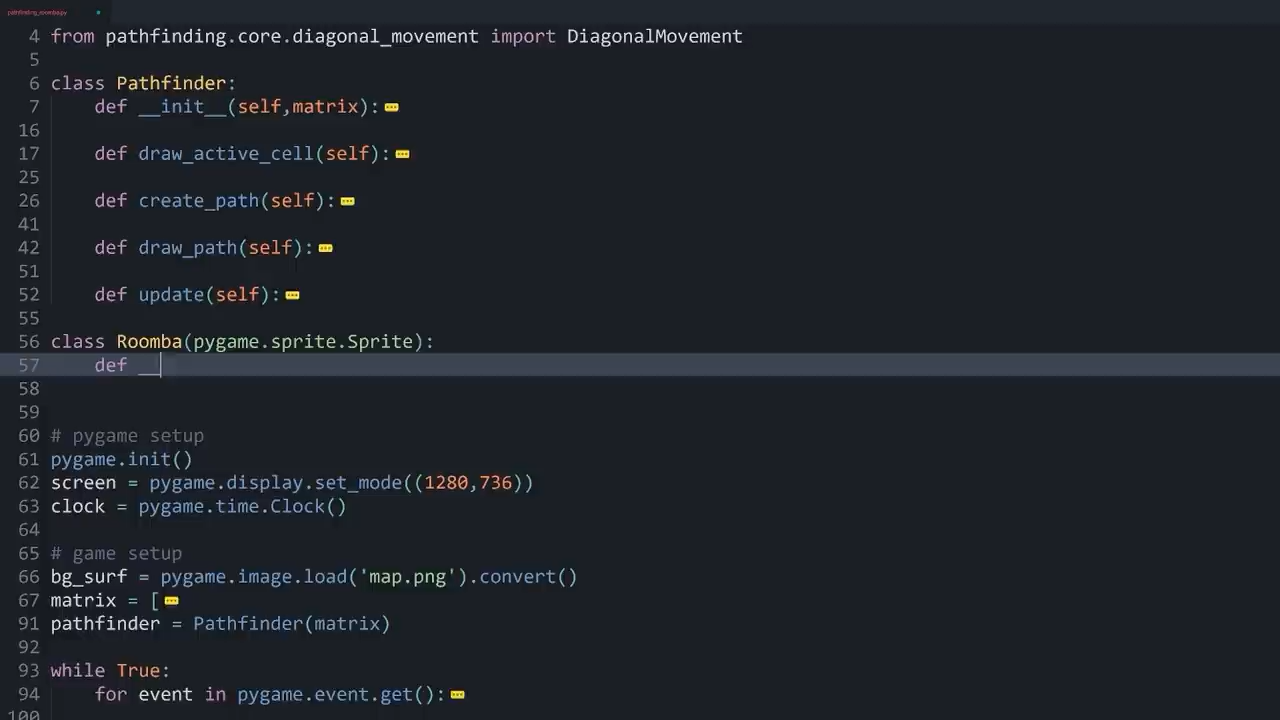 pathfinding_roomba.py
4 from pathfinding.core.diagonal_movement import DiagonalMovement
5
6 class Pathfinder:
7 def __init__(self,matrix):
16
17 def draw_active_cell(self):
25
26 def create_path(self):
41
42 def draw_path(self):
51
52 def update(self):
55
56 class Roomba(pygame.sprite.Sprite):
57 def __
58
59
60 # pygame setup
61 pygame.init()
62 screen = pygame.display.set_mode((1280,736))
63 clock = pygame.time.Clock()
64
65 # game setup
66 bg_surf = pygame.image.load('map.png').convert()
67 matrix = [
91 pathfinder = Pathfinder(matrix)
92
93 while True:
94 for event in pygame.event.get():
100